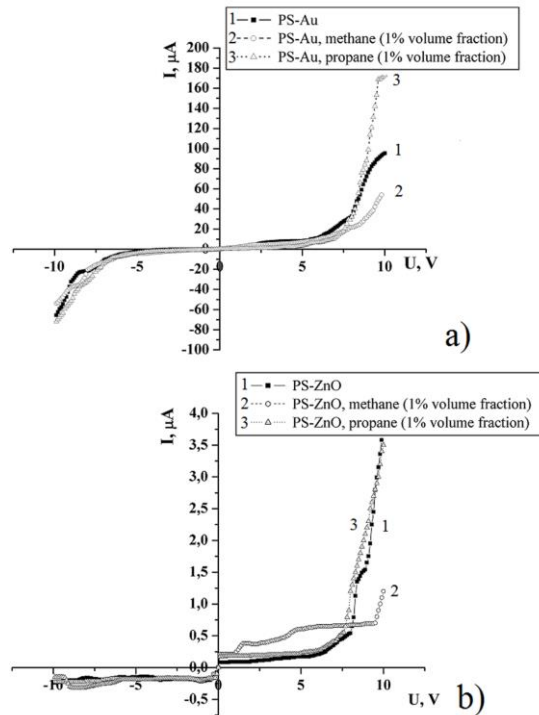 1 PS-Au
2 PS-Au, methane (1% volume fraction)
3 PS-Au, propane (1% volume fraction)
I, μA
200
180
160
140
120
100
80
60
40
20
0
-20
-40
-60
-80
-100
-10 -5 0 5 10
U, V
3
1
2
a)
1 PS-ZnO
2 PS-ZnO, methane (1% volume fraction)
3 PS-ZnO, propane (1% volume fraction)
I, μA
4,0
3,5
3,0
2,5
2,0
1,5
1,0
0,5
0,0
-0,5
-10 -5 0 5 10
U, V
3
1
2
b)